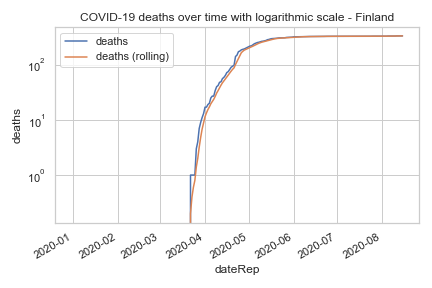 COVID-19 deaths over time with logarithmic scale - Finland
deaths
deaths (rolling)
10²
10¹
10⁰
deaths
2020-01
2020-02
2020-03
2020-04
2020-05
2020-06
2020-07
2020-08
dateRep